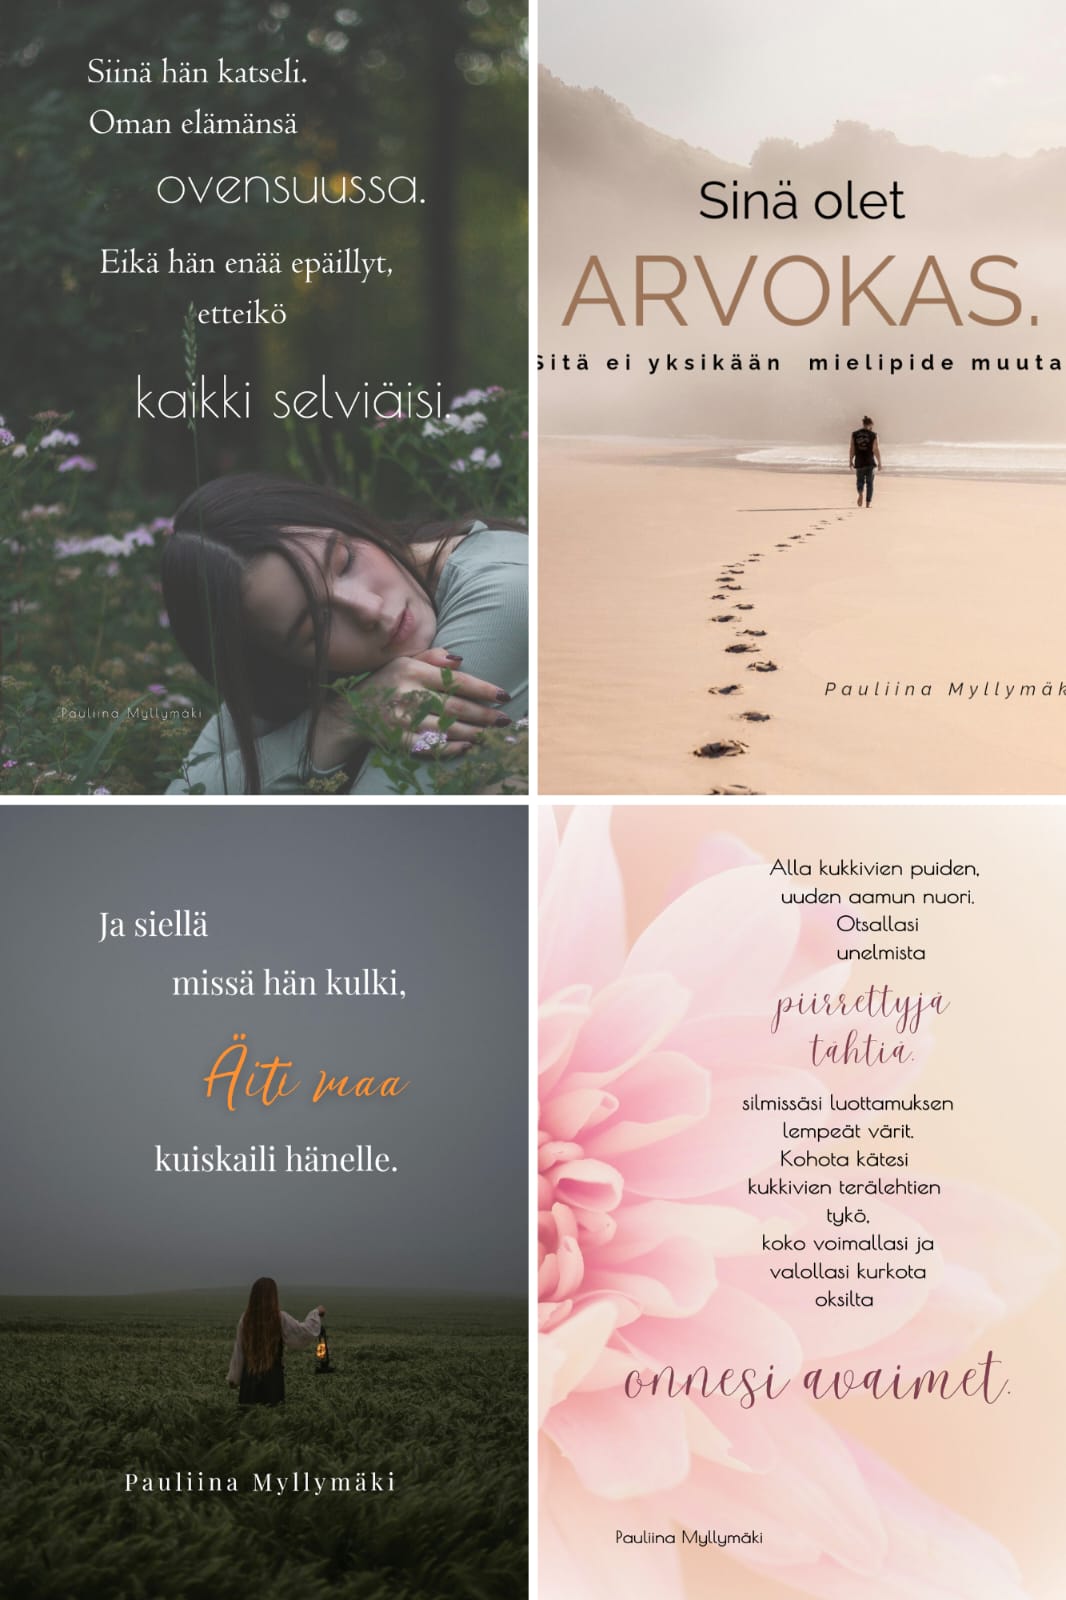 Siinä hän katseli.
Oman elämänsä
ovensuussa.
Eikä hän enää epäillyt,
etteikö
kaikki selviäisi.
Pauliina Myllymäki
Sinä olet
ARVOKAS.
Sitä ei yksikään mielipide muuta
Pauliina Myllymäk
Ja siellä
missä hän kulki,
Äiti maa
kuiskaili hänelle.
Pauliina Myllymäki
Alla kukkivien puiden,
uuden aamun nuori.
Otsallasi
unelmista
piirrettyjä
tähtiä.
silmissäsi luottamuksen
lempeät värit.
Kohota kätesi
kukkivien terälehtien
tykö,
koko voimallasi ja
valollasi kurkota
oksilta
onnesi avaimet.
Pauliina Myllymäki